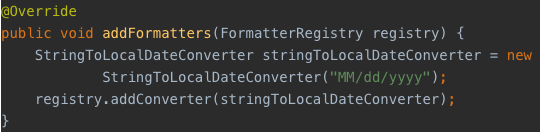 @Override
public void addFormatters(FormatterRegistry registry) {
    StringToLocalDateConverter stringToLocalDateConverter = new
            StringToLocalDateConverter("MM/dd/yyyy");
    registry.addConverter(stringToLocalDateConverter);
}